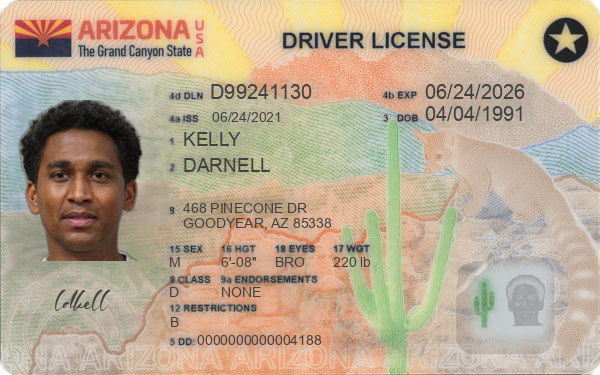 ARIZONA USA
The Grand Canyon State
DRIVER LICENSE
4d DLN D99241130
4b EXP 06/24/2026
4a ISS 06/24/2021
3 DOB 04/04/1991
1 KELLY
2 DARNELL
8 468 PINECONE DR
GOODYEAR, AZ 85338
15 SEX 16 HGT 18 EYES 17 WGT
M 6'-08" BRO 220 lb
9 CLASS 9a ENDORSEMENTS
D NONE
12 RESTRICTIONS
B
5 DD: 0000000000004188
ARIZONA ARIZONA ARIZONA ARIZONA